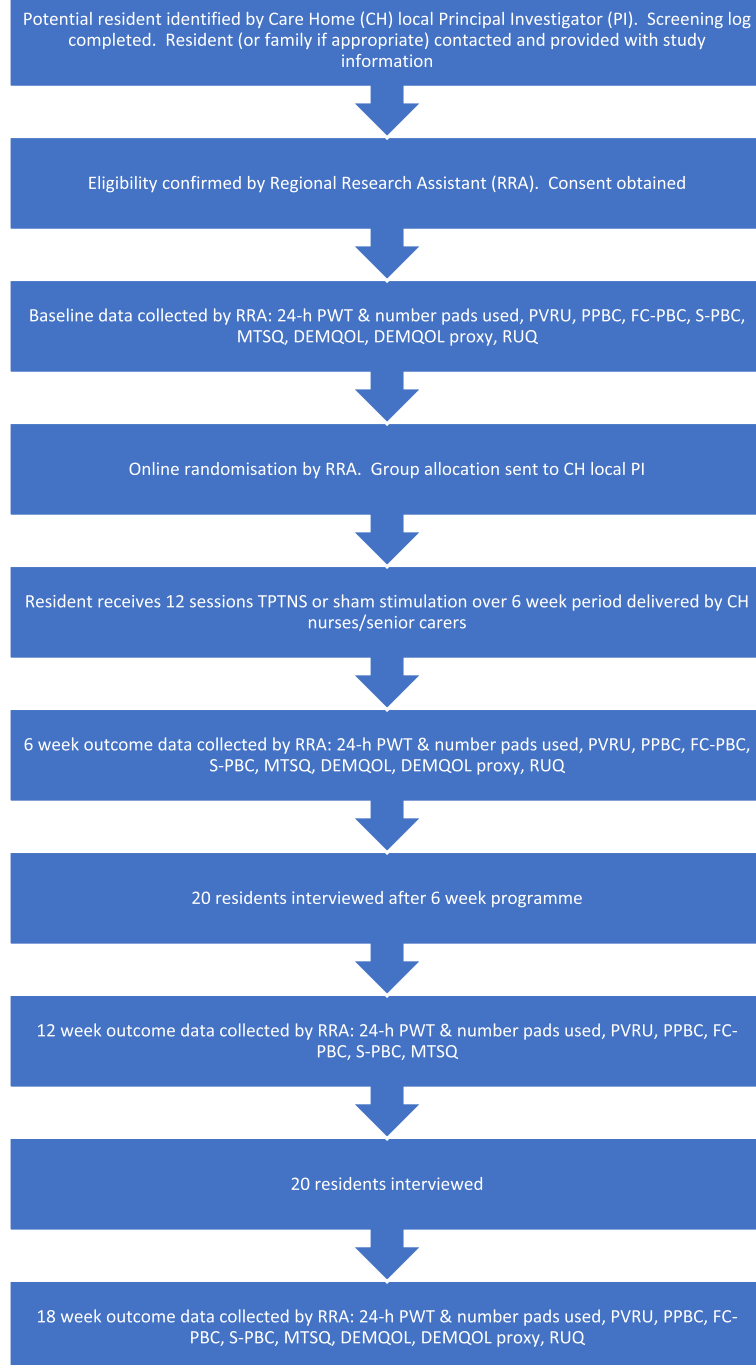 Potential resident identified by Care Home (CH) local Principal Investigator (PI).  Screening log
completed.  Resident (or family if appropriate) contacted and provided with study
information
Eligibility confirmed by Regional Research Assistant (RRA).  Consent obtained
Baseline data collected by RRA: 24-h PWT & number pads used, PVRU, PPBC, FC-PBC, S-PBC,
MTSQ, DEMQOL, DEMQOL proxy, RUQ
Online randomisation by RRA.  Group allocation sent to CH local PI
Resident receives 12 sessions TPTNS or sham stimulation over 6 week period delivered by CH
nurses/senior carers
6 week outcome data collected by RRA: 24-h PWT & number pads used, PVRU, PPBC, FC-PBC,
S-PBC, MTSQ, DEMQOL, DEMQOL proxy, RUQ
20 residents interviewed after 6 week programme
12 week outcome data collected by RRA: 24-h PWT & number pads used, PVRU, PPBC, FC-
PBC, S-PBC, MTSQ
20 residents interviewed
18 week outcome data collected by RRA: 24-h PWT & number pads used, PVRU, PPBC, FC-
PBC, S-PBC, MTSQ, DEMQOL, DEMQOL proxy, RUQ